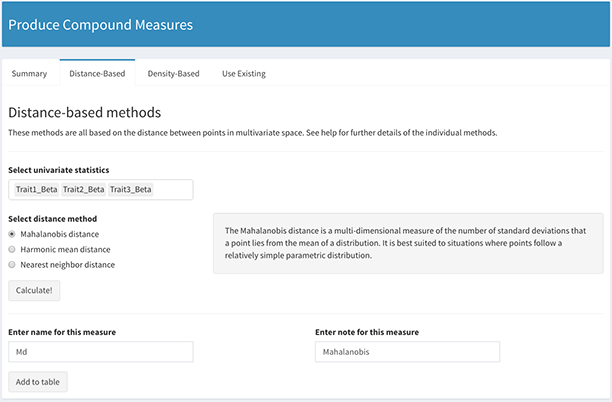 Produce Compound Measures
Summary Distance-Based Density-Based Use Existing
Distance-based methods
These methods are all based on the distance between points in multivariate space. See help for further details of the individual methods.
Select univariate statistics
Trait1_Beta Trait2_Beta Trait3_Beta
Select distance method
Mahalanobis distance
Harmonic mean distance
Nearest neighbor distance
The Mahalanobis distance is a multi-dimensional measure of the number of standard deviations that
a point lies from the mean of a distribution. It is best suited to situations where points follow a
relatively simple parametric distribution.
Calculate!
Enter name for this measure Enter note for this measure
Md Mahalanobis
Add to table